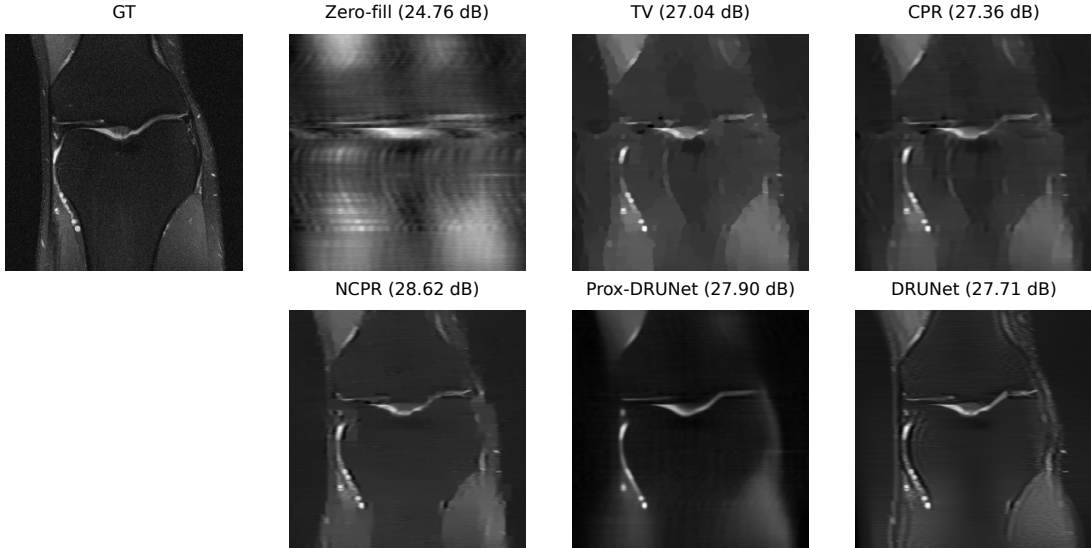 GT
Zero-fill (24.76 dB)
TV (27.04 dB)
CPR (27.36 dB)
NCPR (28.62 dB)
Prox-DRUNet (27.90 dB)
DRUNet (27.71 dB)